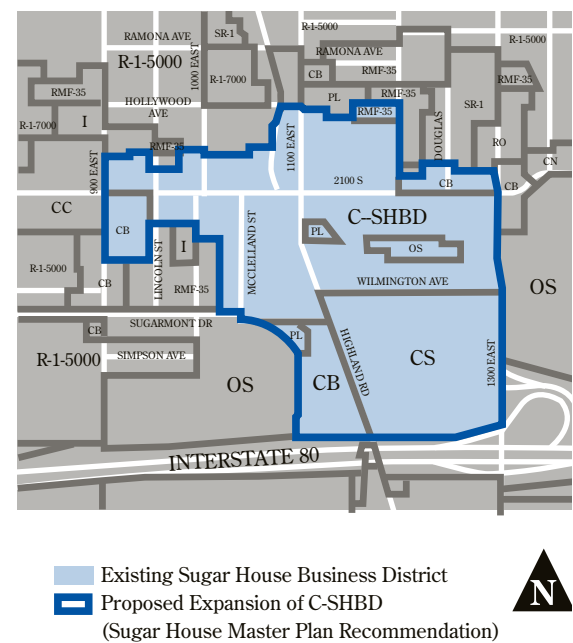 SR-1
R-1-5000
RAMONA AVE
R-1-5000
RAMONA AVE
1000 EAST
R-1-5000
R-1-7000
CB
RMF-35
RMF-35
RMF-35
HOLLYWOOD
AVE
PL
RMF-35
SR-1
R-1-7000
I
RMF-35
1100 EAST
DOUGLAS
RMF-35
RO
CN
900 EAST
2100 S
CB
CB
CC
CB
LINCOLN ST
I
MCCLELLAND ST
C-SHBD
PL
OS
R-1-5000
CB
RMF-35
WILMINGTON AVE
OS
SUGARMONT DR
CB
PL
HIGHLAND RD
R-1-5000
SIMPSON AVE
OS
CB
CS
1300 EAST
INTERSTATE 80
Existing Sugar House Business District
Proposed Expansion of C-SHBD
(Sugar House Master Plan Recommendation)
N